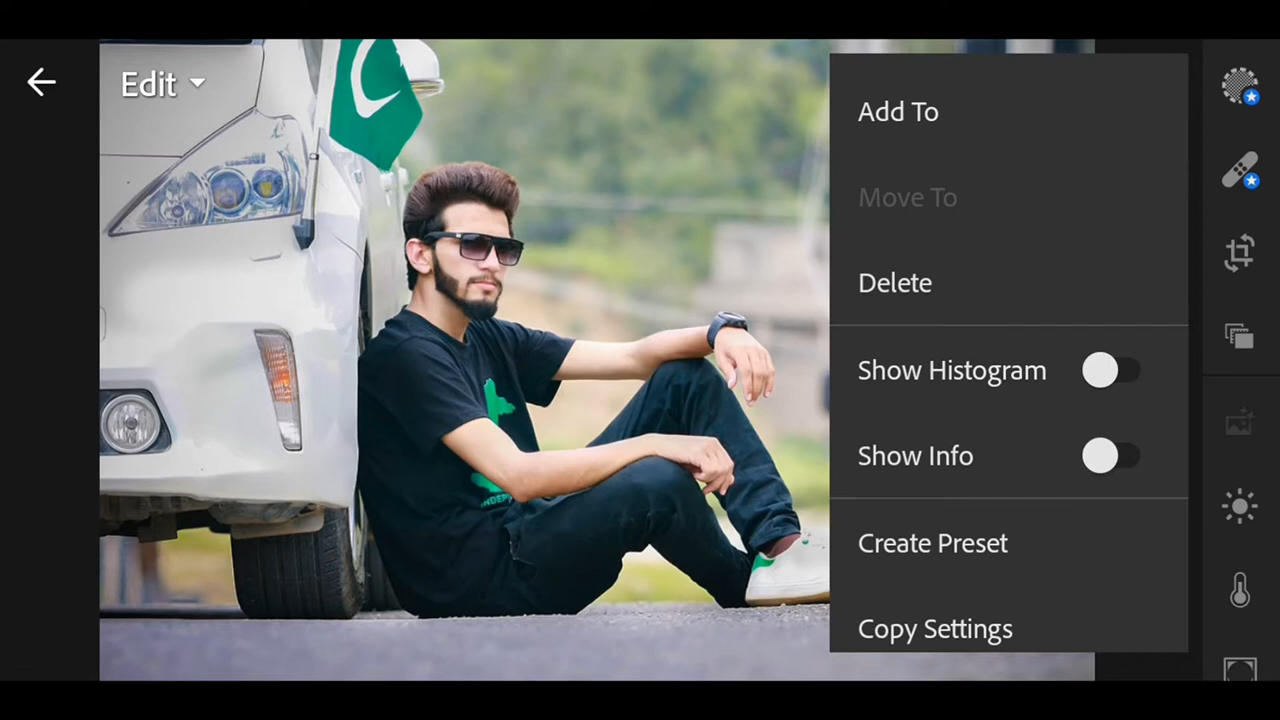 Edit
Add To
Move To
Delete
Show Histogram
Show Info
Create Preset
Copy Settings